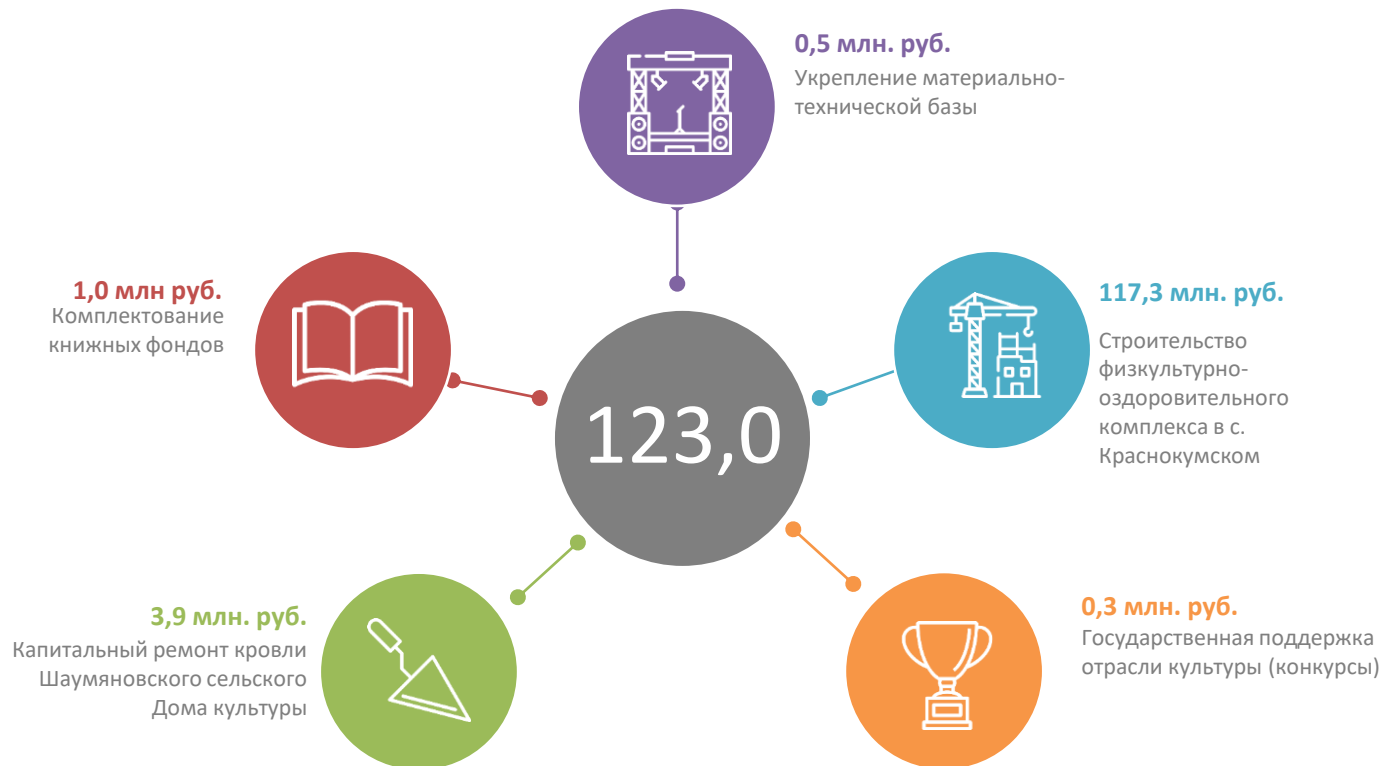 0,5 млн. руб.
Укрепление материально-
технической базы
1,0 млн руб.
Комплектование
книжных фондов
117,3 млн. руб.
Строительство
физкультурно-
оздоровительного
комплекса в с.
Краснокумском
123,0
3,9 млн. руб.
Капитальный ремонт кровли
Шаумяновского сельского
Дома культуры
0,3 млн. руб.
Государственная поддержка
отрасли культуры (конкурсы)